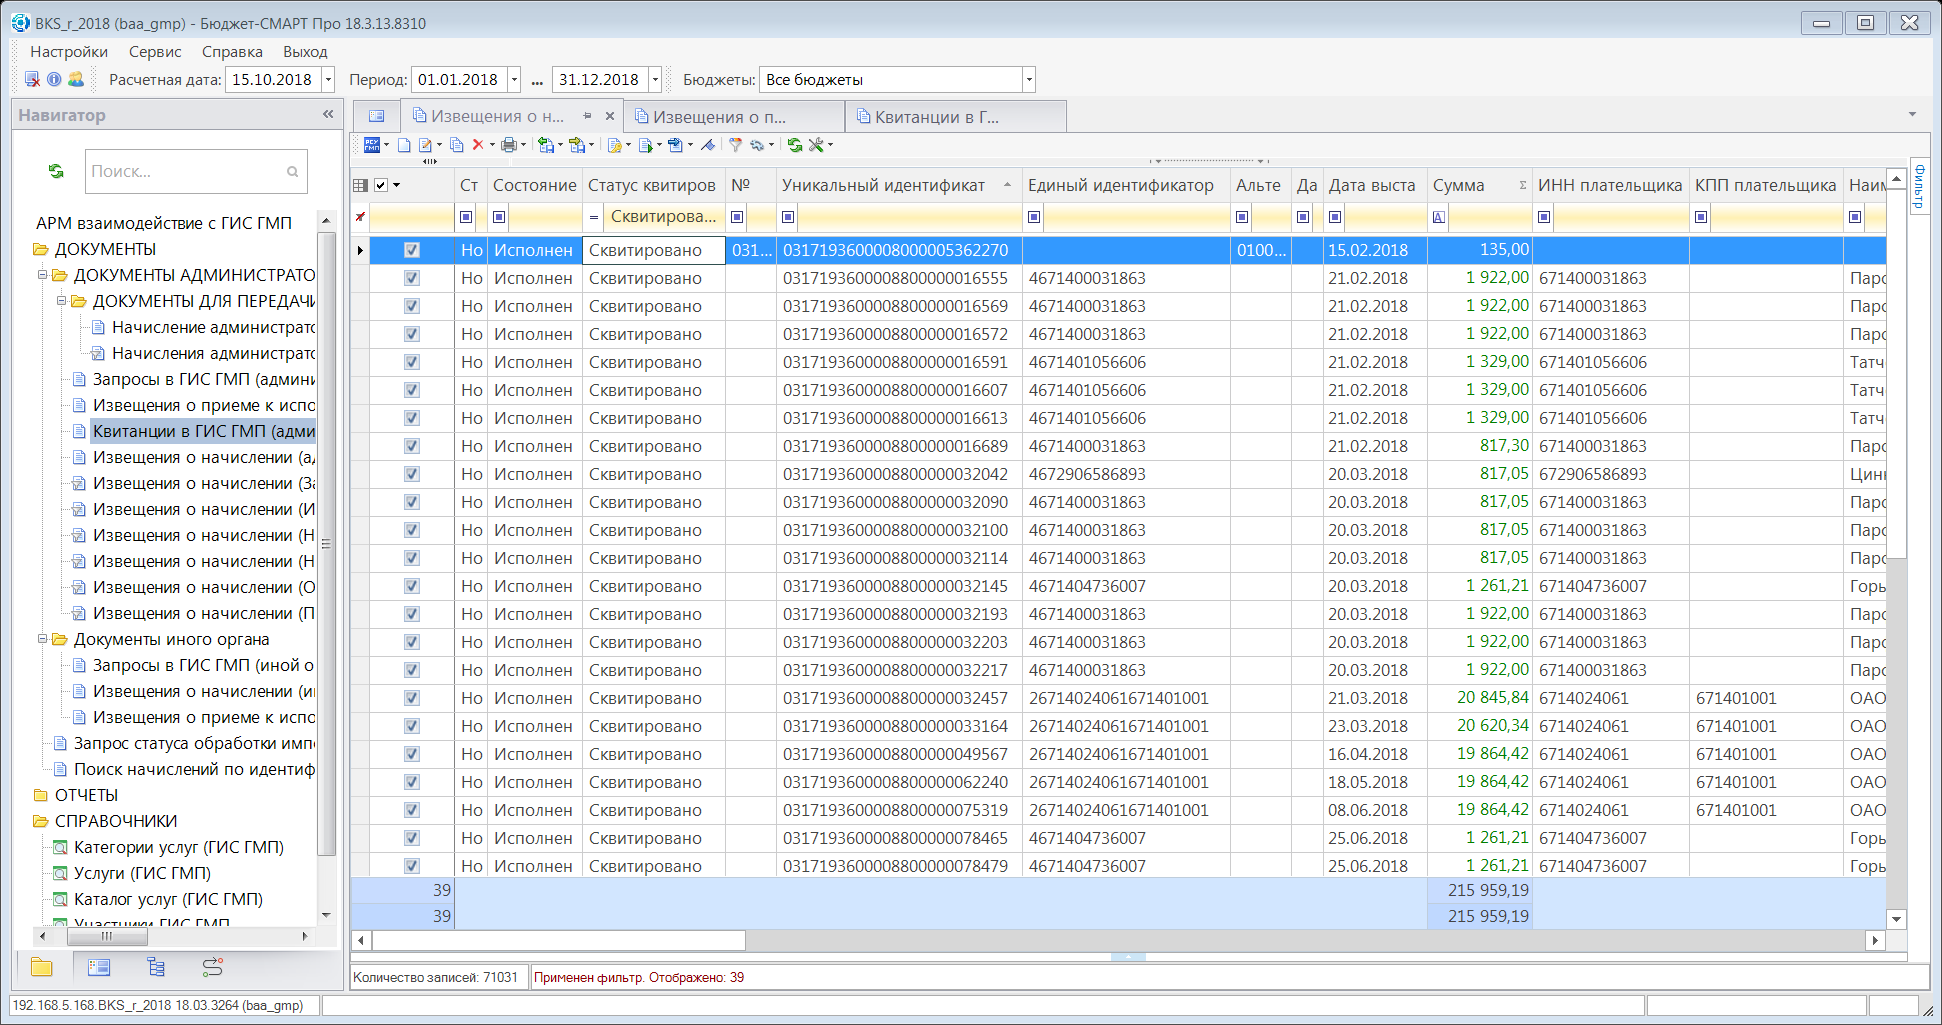 BKS_r_2018 (baa_gmp) - Бюджет-СМАРТ Про 18.3.13.8310
Настройки Сервис Справка Выход
Расчетная дата: 15.10.2018 Период: 01.01.2018 ... 31.12.2018 Бюджеты: Все бюджеты
Навигатор «
Поиск...
АРМ взаимодействие с ГИС ГМП
ДОКУМЕНТЫ
ДОКУМЕНТЫ АДМИНИСТРАТО
ДОКУМЕНТЫ ДЛЯ ПЕРЕДАЧИ
Начисление администрато
Начисления администрато
Запросы в ГИС ГМП (админи
Извещения о приеме к испо
Квитанции в ГИС ГМП (адми
Извещения о начислении (ад
Извещения о начислении (За
Извещения о начислении (И
Извещения о начислении (Н
Извещения о начислении (Н
Извещения о начислении (О
Извещения о начислении (П
Документы иного органа
Запросы в ГИС ГМП (иной о
Извещения о начислении (и
Извещения о приеме к испо
Запрос статуса обработки импо
Поиск начислений по идентиф
ОТЧЕТЫ
СПРАВОЧНИКИ
Категории услуг (ГИС ГМП)
Услуги (ГИС ГМП)
Каталог услуг (ГИС ГМП)
Участники ГИС ГМП
Извещения о н... Извещения о п... Квитанции в Г...
Ст Состояние Статус квитиров № Уникальный идентификат Единый идентификатор Альте Да Дата выста Сумма Σ ИНН плательщика КПП плательщика Наим
= Сквитирова...
Фильтр
Но Исполнен Сквитировано 031... 0317193600008000005362270 0100... 15.02.2018 135,00
Но Исполнен Сквитировано 0317193600008800000016555 4671400031863 21.02.2018 1 922,00 671400031863 Паро
Но Исполнен Сквитировано 0317193600008800000016569 4671400031863 21.02.2018 1 922,00 671400031863 Паро
Но Исполнен Сквитировано 0317193600008800000016572 4671400031863 21.02.2018 1 922,00 671400031863 Паро
Но Исполнен Сквитировано 0317193600008800000016591 4671401056606 21.02.2018 1 329,00 671401056606 Татч
Но Исполнен Сквитировано 0317193600008800000016607 4671401056606 21.02.2018 1 329,00 671401056606 Татч
Но Исполнен Сквитировано 0317193600008800000016613 4671401056606 21.02.2018 1 329,00 671401056606 Татч
Но Исполнен Сквитировано 0317193600008800000016689 4671400031863 21.02.2018 817,30 671400031863 Паро
Но Исполнен Сквитировано 0317193600008800000032042 4672906586893 20.03.2018 817,05 672906586893 Цинн
Но Исполнен Сквитировано 0317193600008800000032090 4671400031863 20.03.2018 817,05 671400031863 Паро
Но Исполнен Сквитировано 0317193600008800000032100 4671400031863 20.03.2018 817,05 671400031863 Паро
Но Исполнен Сквитировано 0317193600008800000032114 4671400031863 20.03.2018 817,05 671400031863 Паро
Но Исполнен Сквитировано 0317193600008800000032145 4671404736007 20.03.2018 1 261,21 671404736007 Горь
Но Исполнен Сквитировано 0317193600008800000032193 4671400031863 20.03.2018 1 922,00 671400031863 Паро
Но Исполнен Сквитировано 0317193600008800000032203 4671400031863 20.03.2018 1 922,00 671400031863 Паро
Но Исполнен Сквитировано 0317193600008800000032217 4671400031863 20.03.2018 1 922,00 671400031863 Паро
Но Исполнен Сквитировано 0317193600008800000032457 26714024061671401001 21.03.2018 20 845,84 6714024061 671401001 ОАО
Но Исполнен Сквитировано 0317193600008800000033164 26714024061671401001 23.03.2018 20 620,34 6714024061 671401001 ОАО
Но Исполнен Сквитировано 0317193600008800000049567 26714024061671401001 16.04.2018 19 864,42 6714024061 671401001 ОАО
Но Исполнен Сквитировано 0317193600008800000062240 26714024061671401001 18.05.2018 19 864,42 6714024061 671401001 ОАО
Но Исполнен Сквитировано 0317193600008800000075319 26714024061671401001 08.06.2018 19 864,42 6714024061 671401001 ОАО
Но Исполнен Сквитировано 0317193600008800000078465 4671404736007 25.06.2018 1 261,21 671404736007 Горь
Но Исполнен Сквитировано 0317193600008800000078479 4671404736007 25.06.2018 1 261,21 671404736007 Горь
39 215 959,19
39 215 959,19
Количество записей: 71031 Применен фильтр. Отображено: 39
192.168.5.168.BKS_r_2018 18.03.3264 (baa_gmp)